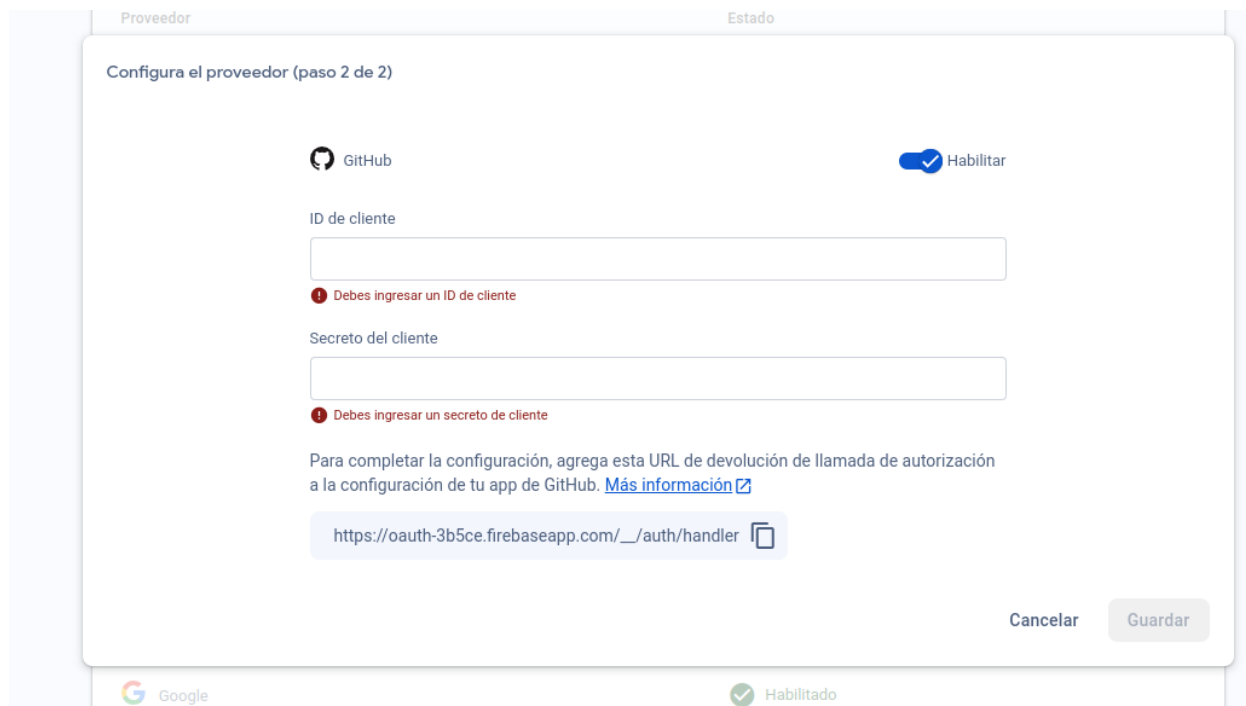 Proveedor Estado
Configura el proveedor (paso 2 de 2)
GitHub Habilitar
ID de cliente
Debes ingresar un ID de cliente
Secreto del cliente
Debes ingresar un secreto de cliente
Para completar la configuración, agrega esta URL de devolución de llamada de autorización
a la configuración de tu app de GitHub. Más información
https://oauth-3b5ce.firebaseapp.com/__/auth/handler
Cancelar Guardar
Google Habilitado